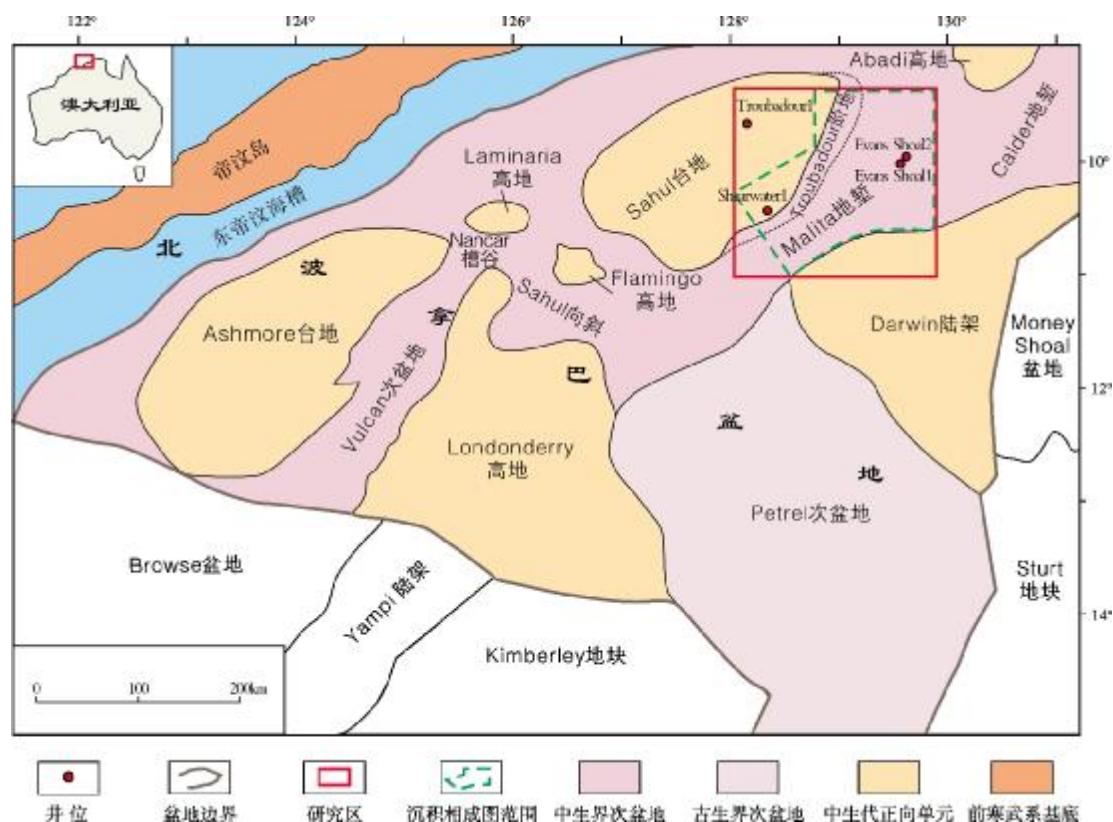 122°
124°
126°
128°
130°
澳大利亚
Abadi高地
帝汶岛
Laminaria
高地
Troubadour1
Troubadour阶地
Calder地堑
Evans Shoal2
10°
东帝汶海槽
Sahul台地
Evans Shoal1
Shearwater1
Malita地堑
北
波
Nancar
槽谷
Flamingo
高地
Sahul向斜
拿
Ashmore台地
Darwin陆架
Money
Shoal
盆地
Vulcan次盆地
巴
12°
盆
Londonderry
高地
地
Petrel次盆地
Browse盆地
Yampi 陆架
Sturt
地块
14°
Kimberley地块
0
100
200km
井位
盆地边界
研究区
沉积相成图范围
中生界次盆地
古生界次盆地
中生代正向单元
前寒武系基底